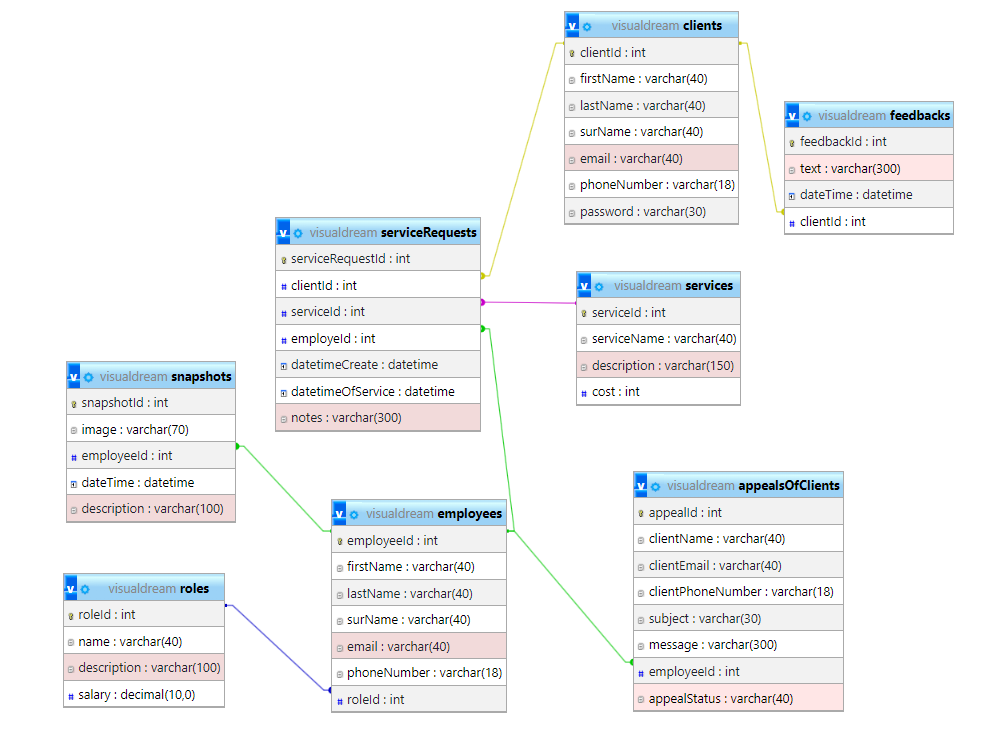 visualdream clients
clientId : int
firstName : varchar(40)
lastName : varchar(40)
surName : varchar(40)
email : varchar(40)
phoneNumber : varchar(18)
password : varchar(30)
visualdream feedbacks
feedbackId : int
text : varchar(300)
dateTime : datetime
clientId : int
visualdream serviceRequests
serviceRequestId : int
clientId : int
serviceId : int
employeId : int
datetimeCreate : datetime
datetimeOfService : datetime
notes : varchar(300)
visualdream services
serviceId : int
serviceName : varchar(40)
description : varchar(150)
cost : int
visualdream snapshots
snapshotId : int
image : varchar(70)
employeeId : int
dateTime : datetime
description : varchar(100)
visualdream employees
employeeId : int
firstName : varchar(40)
lastName : varchar(40)
surName : varchar(40)
email : varchar(40)
phoneNumber : varchar(18)
roleId : int
visualdream appealsOfClients
appealId : int
clientName : varchar(40)
clientEmail : varchar(40)
clientPhoneNumber : varchar(18)
subject : varchar(30)
message : varchar(300)
employeeId : int
appealStatus : varchar(40)
visualdream roles
roleId : int
name : varchar(40)
description : varchar(100)
salary : decimal(10,0)